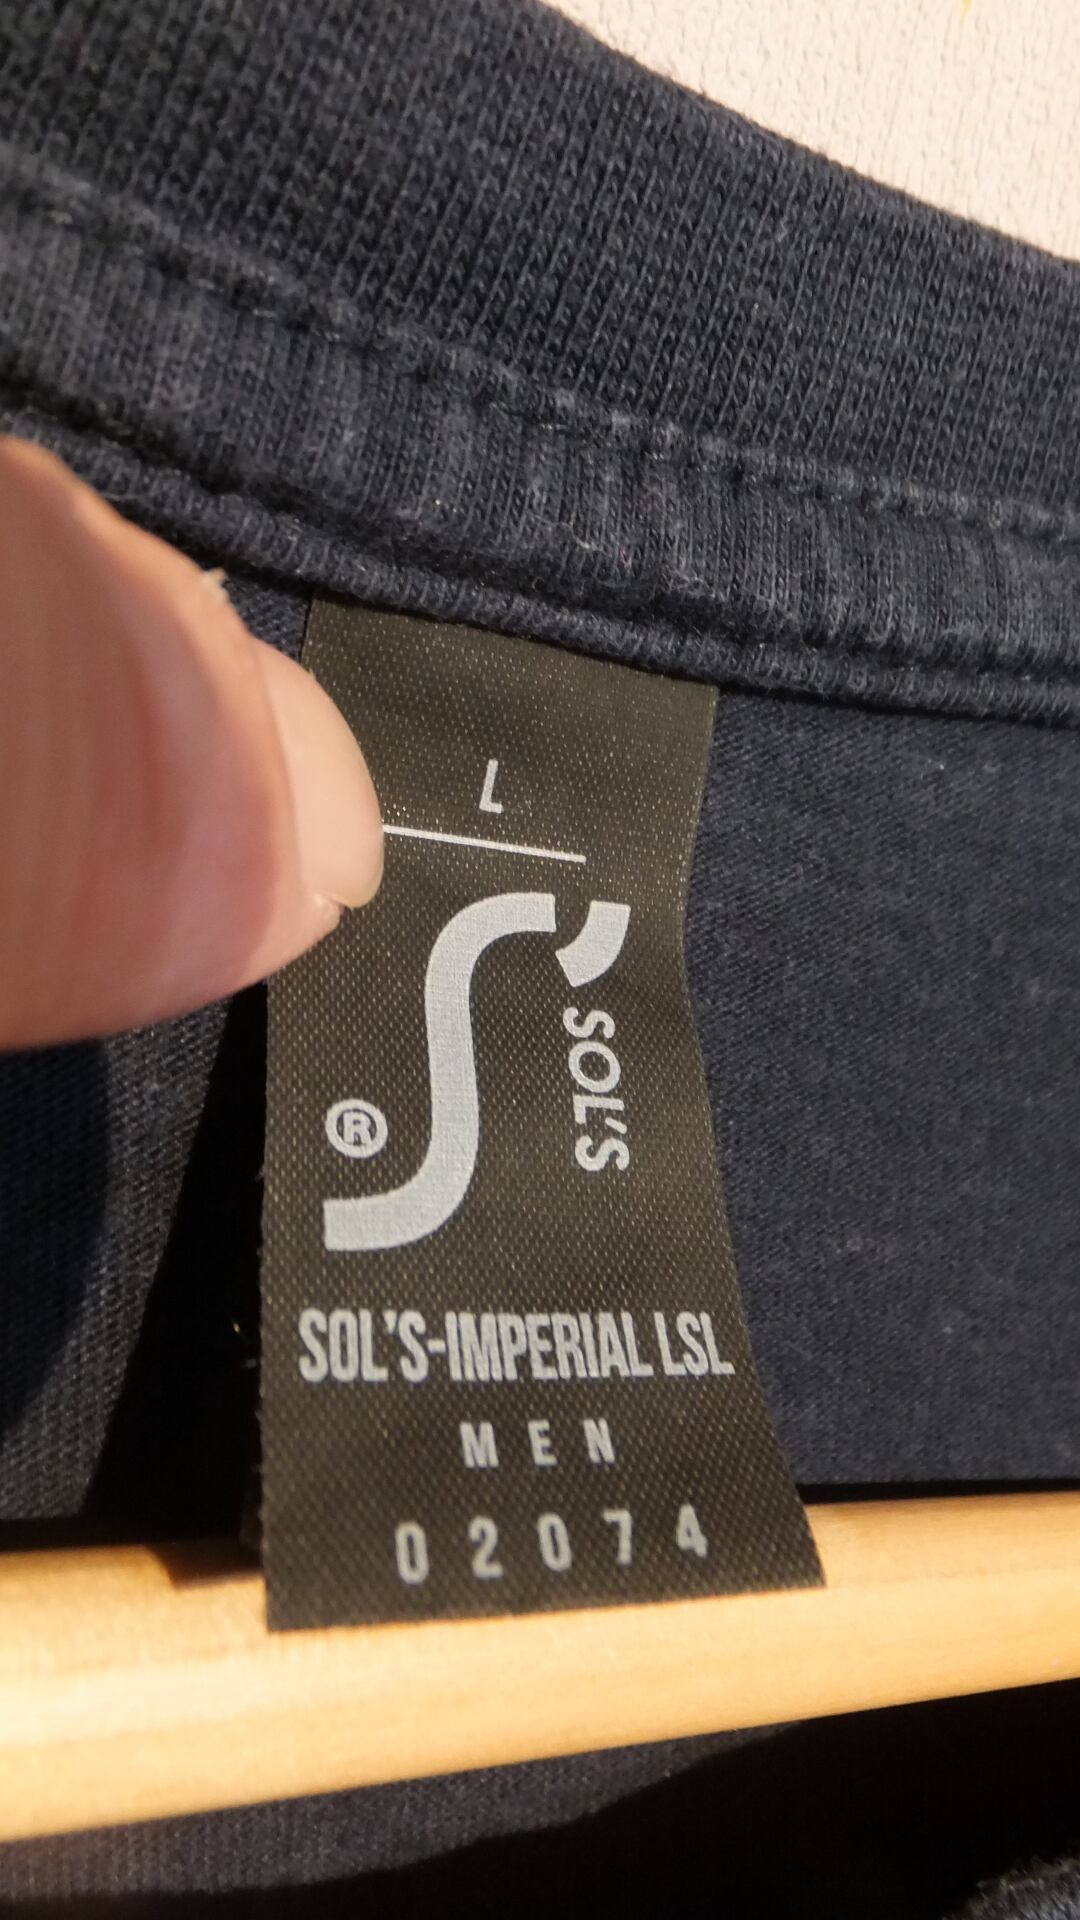 L
SOL'S
®
SOL'S-IMPERIAL LSL
MEN
02074